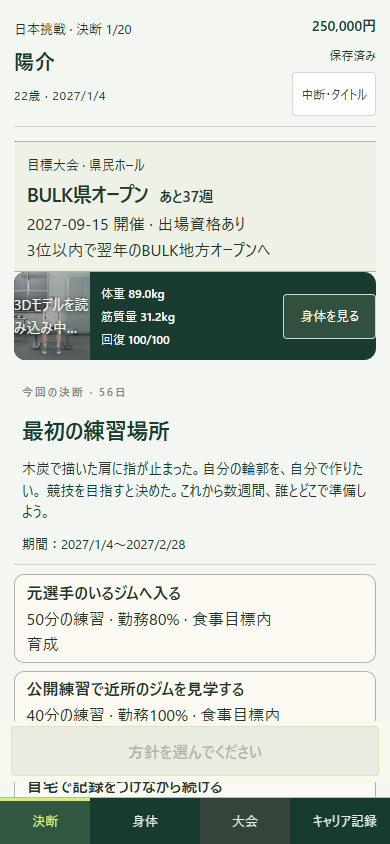 日本挑戦 · 決断 1/20
250,000円
陽介
保存済み
22歳 · 2027/1/4
中断・タイトル
目標大会 · 県民ホール
BULK県オープン あと37週
2027-09-15 開催 · 出場資格あり
3位以内で翌年のBULK地方オープンへ
3Dモデルを読
み込み中…
体重 89.0kg
筋質量 31.2kg
回復 100/100
身体を見る
今回の決断 · 56日
最初の練習場所
木炭で描いた肩に指が止まった。自分の輪郭を、自分で作りた
い。競技を目指すと決めた。これから数週間、誰とどこで準備し
よう。
期間：2027/1/4〜2027/2/28
元選手のいるジムへ入る
50分の練習 · 勤務80% · 食事目標内
育成
公開練習で近所のジムを見学する
40分の練習 · 勤務100% · 食事目標内
方針を選んでください
自宅で記録をつけながら続ける
決断
身体
大会
キャリア記録